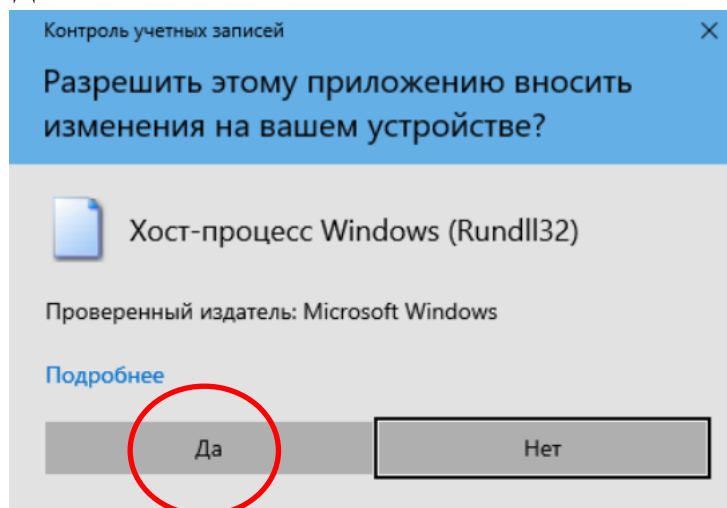 Контроль учетных записей
Разрешить этому приложению вносить
изменения на вашем устройстве?
Хост-процесс Windows (Rundll32)
Проверенный издатель: Microsoft Windows
Подробнее
Да
Нет